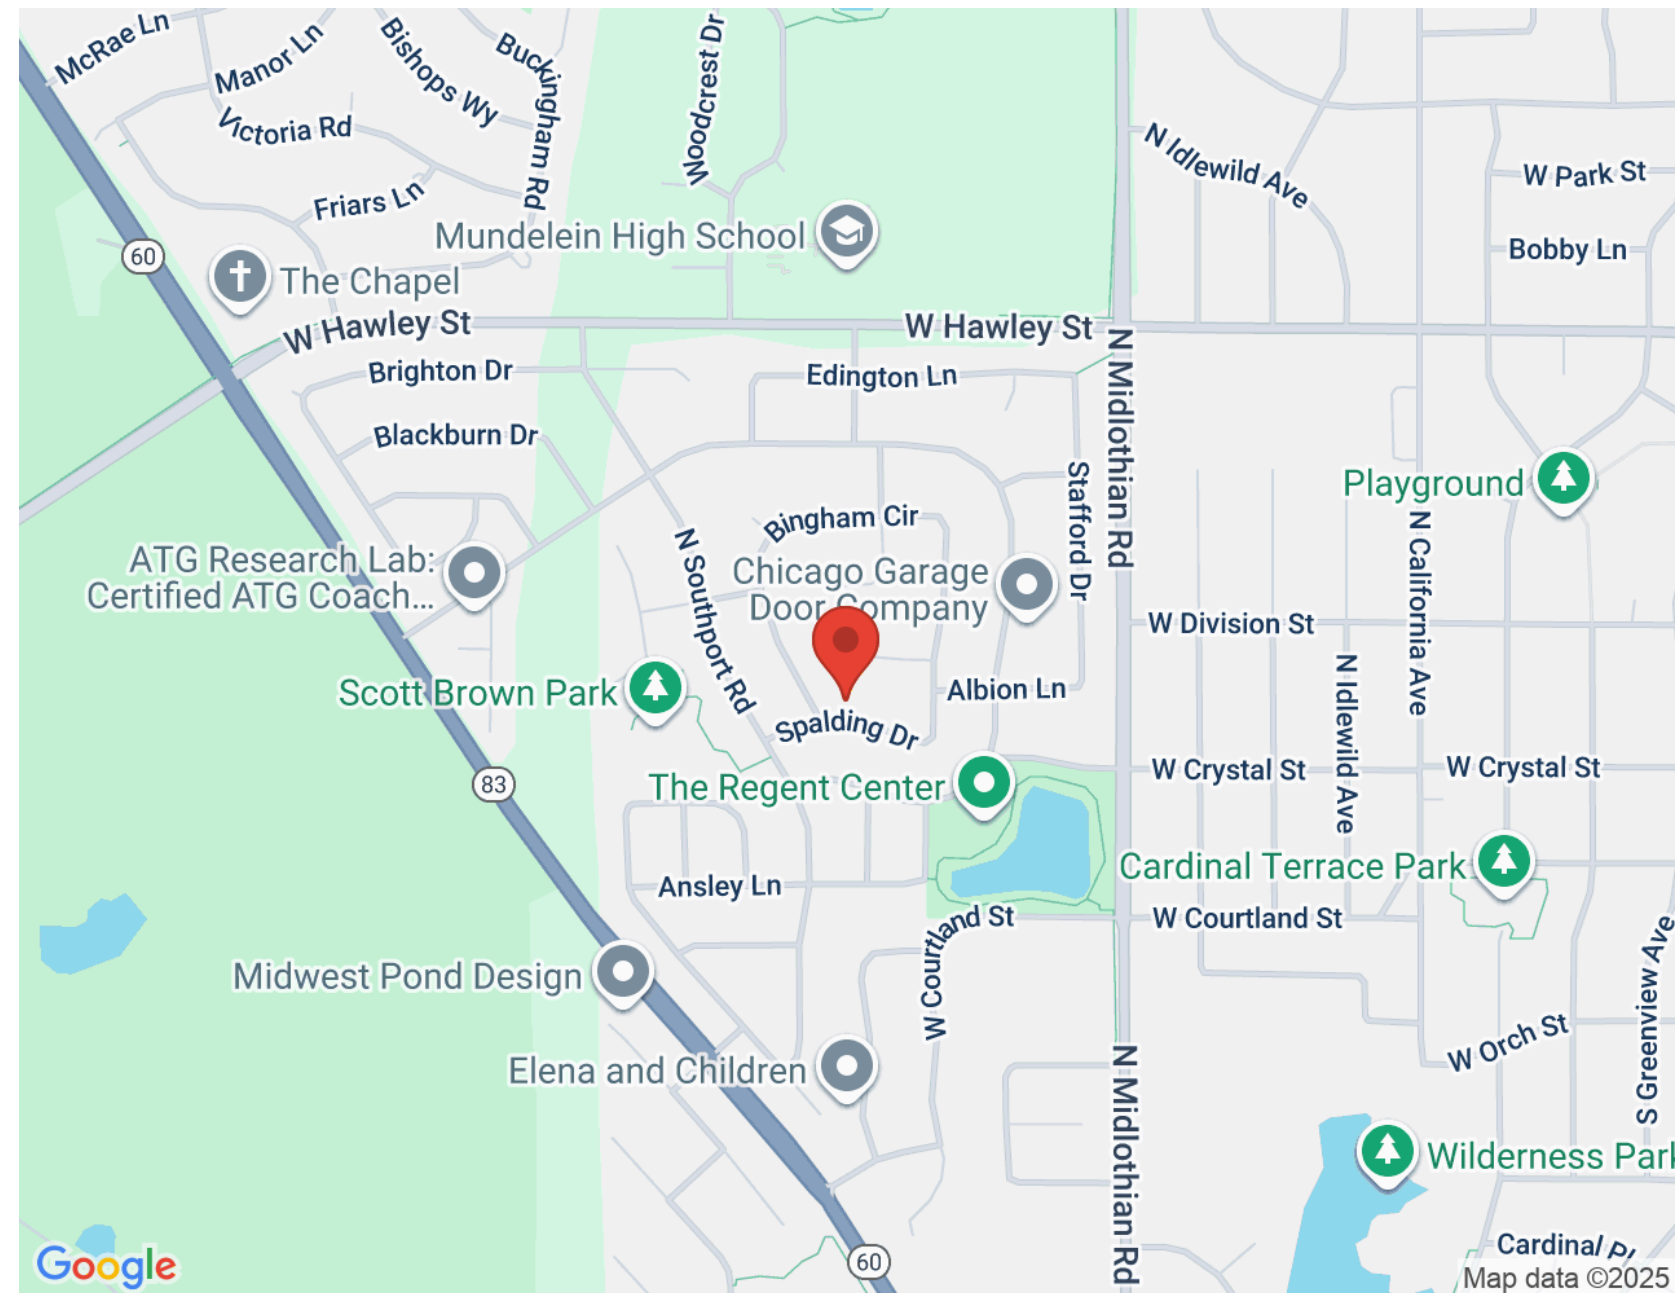 McRae Ln
Manor Ln
Bishops Wy
Buckingham Rd
Woodcrest Dr
Victoria Rd
Friars Ln
N Idlewild Ave
W Park St
Bobby Ln
Mundelein High School
60
The Chapel
W Hawley St
W Hawley St
Brighton Dr
Edington Ln
N Midlothian Rd
Blackburn Dr
Stafford Dr
Playground
Bingham Cir
N California Ave
ATG Research Lab:
Certified ATG Coach...
N Southport Rd
Chicago Garage
Door Company
W Division St
N Idlewild Ave
Scott Brown Park
Albion Ln
Spalding Dr
83
The Regent Center
W Crystal St
W Crystal St
Ansley Ln
Cardinal Terrace Park
W Courtland St
W Courtland St
Midwest Pond Design
S Greenview Ave
W Orch St
Elena and Children
N Midlothian Rd
Wilderness Park
60
Cardinal Pl
Google
Map data ©2025